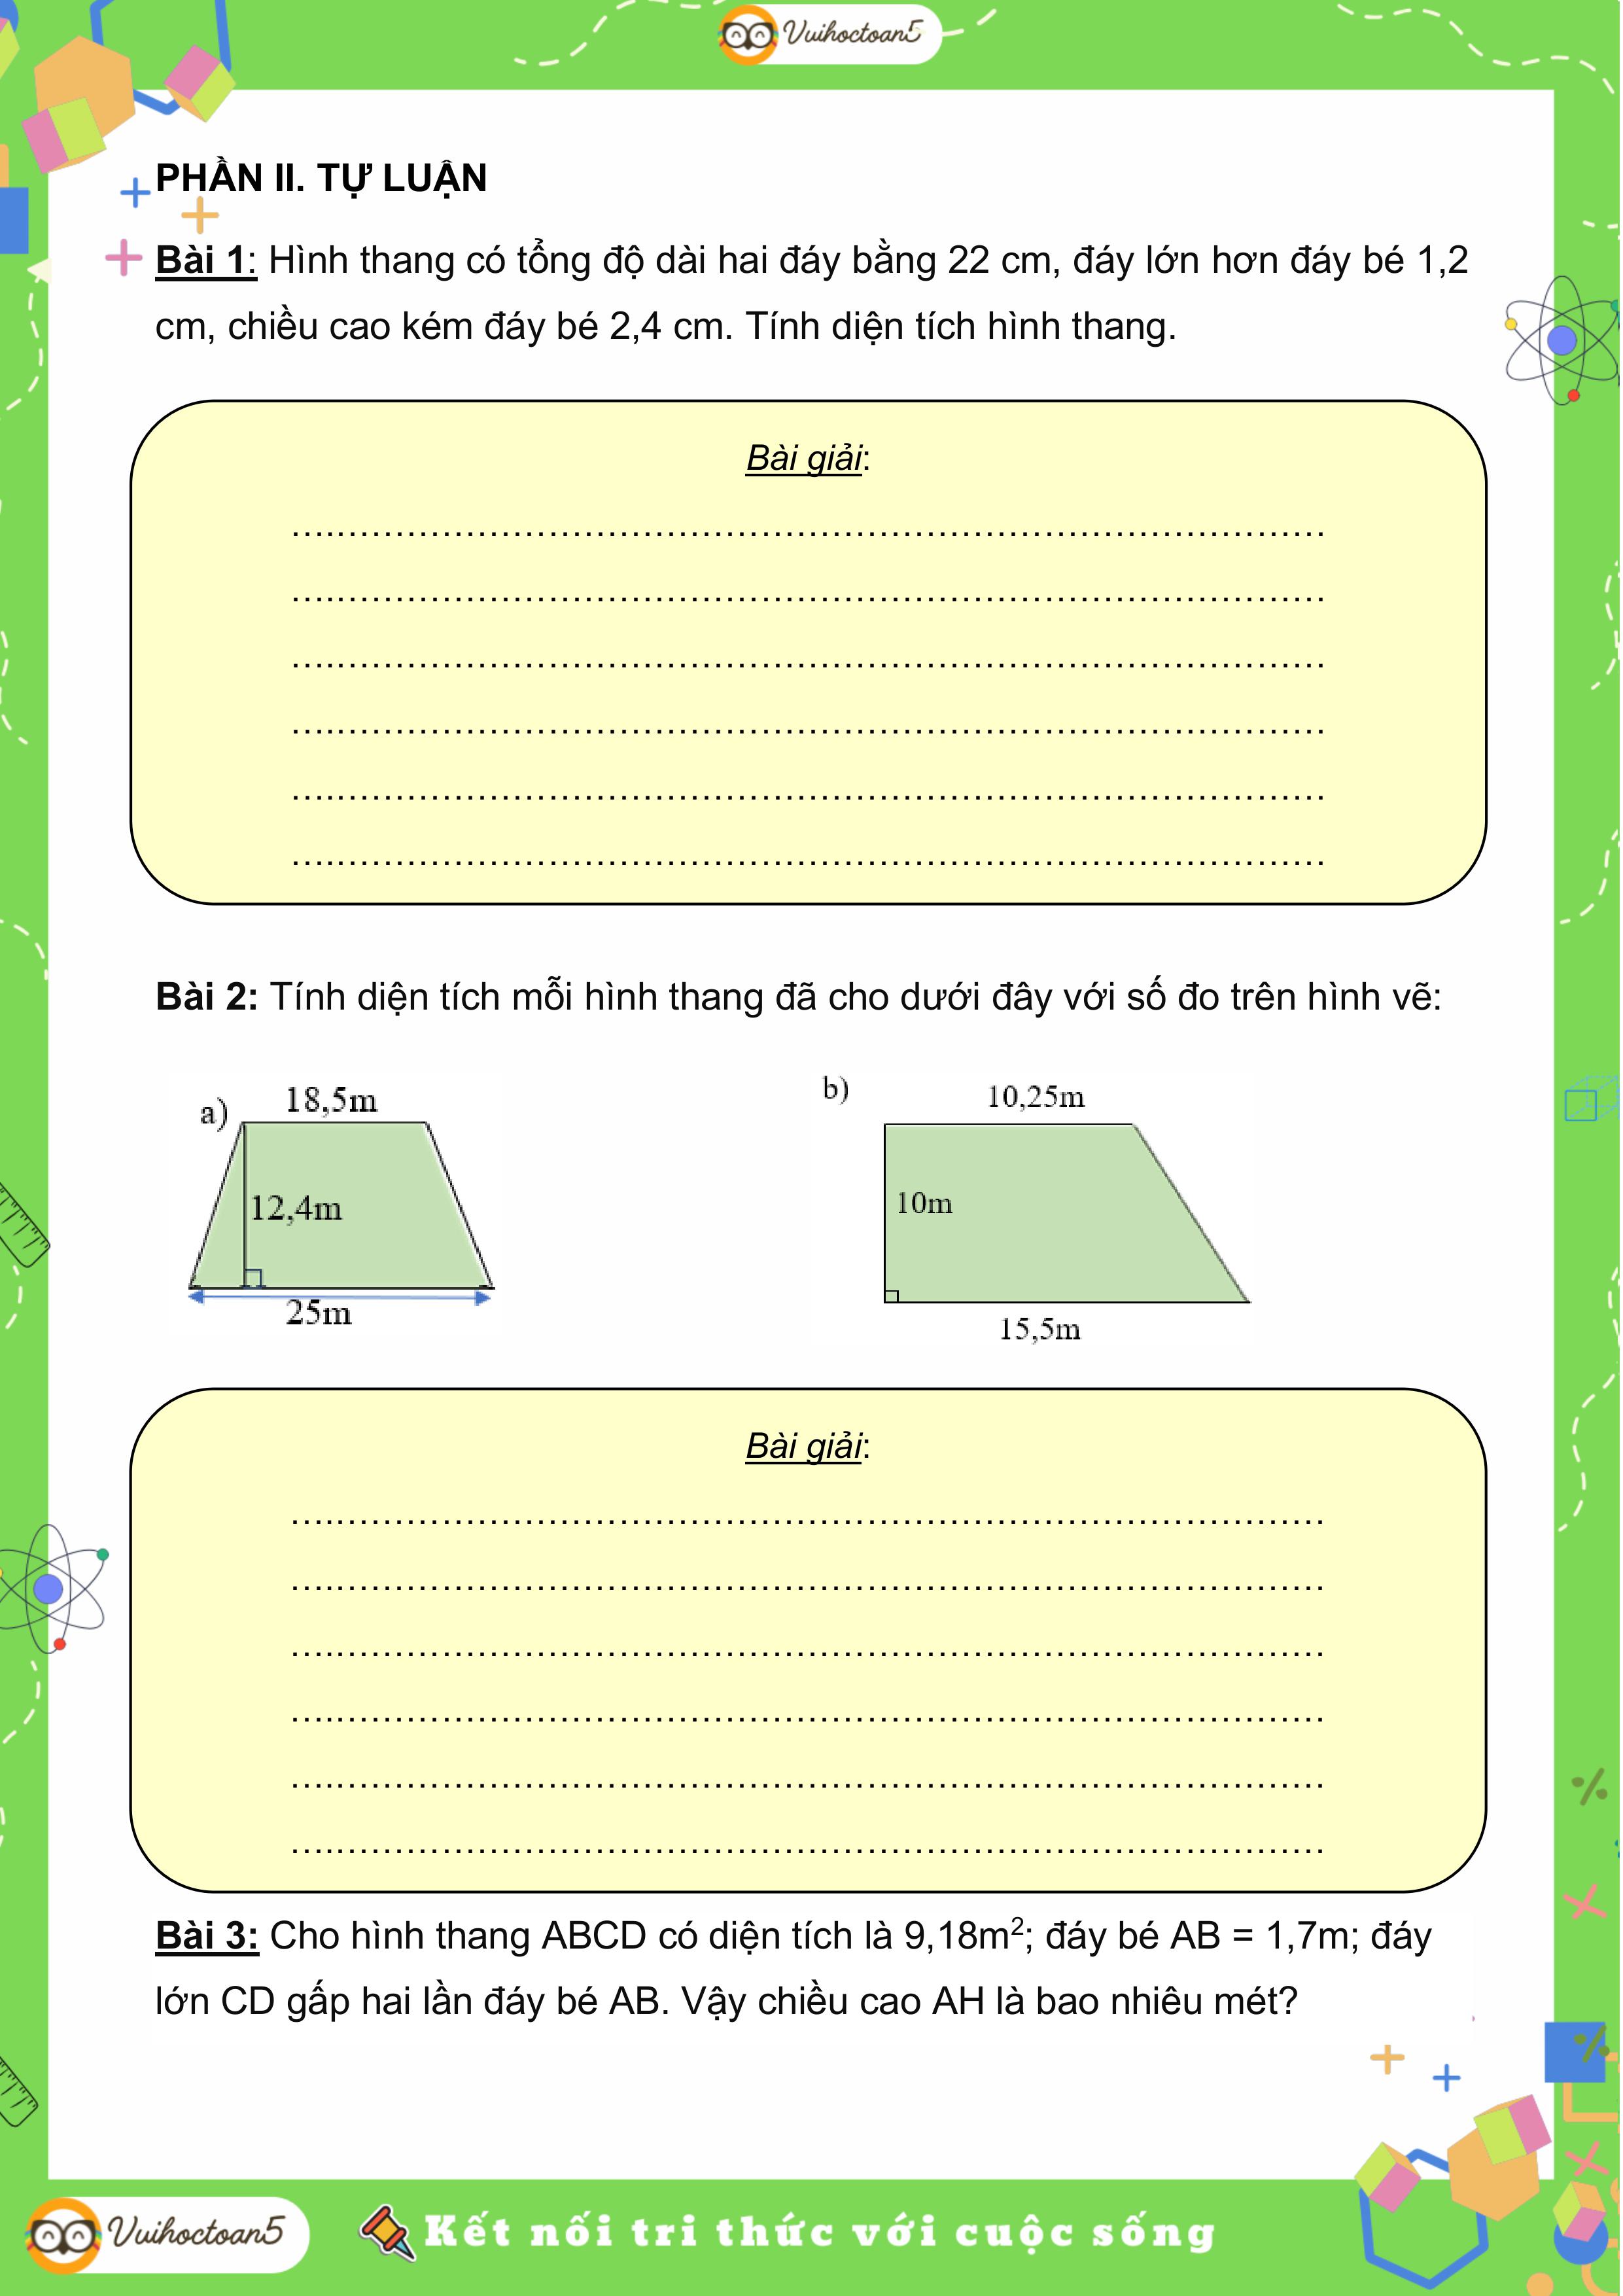 Vuihoctoan5
PHẦN II. TỰ LUẬN
Bài 1: Hình thang có tổng độ dài hai đáy bằng 22 cm, đáy lớn hơn đáy bé 1,2
cm, chiều cao kém đáy bé 2,4 cm. Tính diện tích hình thang.
Bài giải:
Bài 2: Tính diện tích mỗi hình thang đã cho dưới đây với số đo trên hình vẽ:
a)
18,5m
12,4m
25m
b)
10,25m
10m
15,5m
Bài giải:
Bài 3: Cho hình thang ABCD có diện tích là 9,18m²; đáy bé AB = 1,7m; đáy
lớn CD gấp hai lần đáy bé AB. Vậy chiều cao AH là bao nhiêu mét?
Vuihoctoan5
Kết nối tri thức với cuộc sống